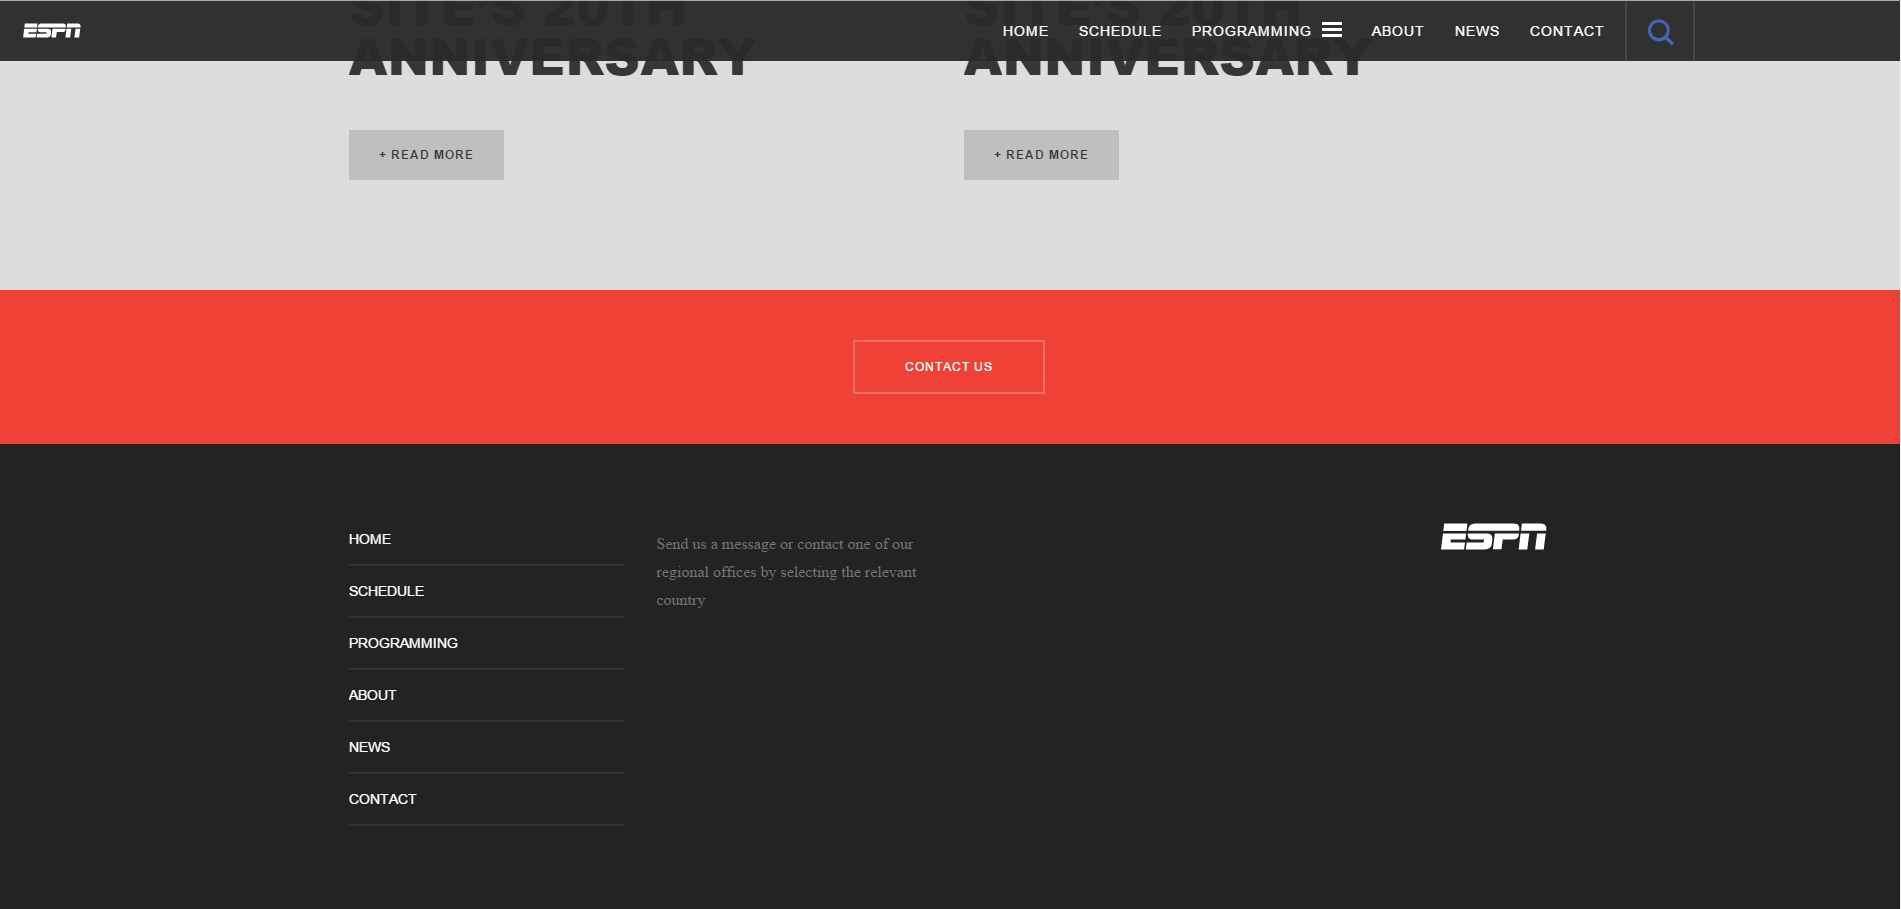 ESPN
HOME SCHEDULE PROGRAMMING ABOUT NEWS CONTACT
SITE'S 20TH
ANNIVERSARY
SITE'S 20TH
ANNIVERSARY
+ READ MORE
+ READ MORE
CONTACT US
HOME
SCHEDULE
PROGRAMMING
ABOUT
NEWS
CONTACT
Send us a message or contact one of our
regional offices by selecting the relevant
country
ESPN